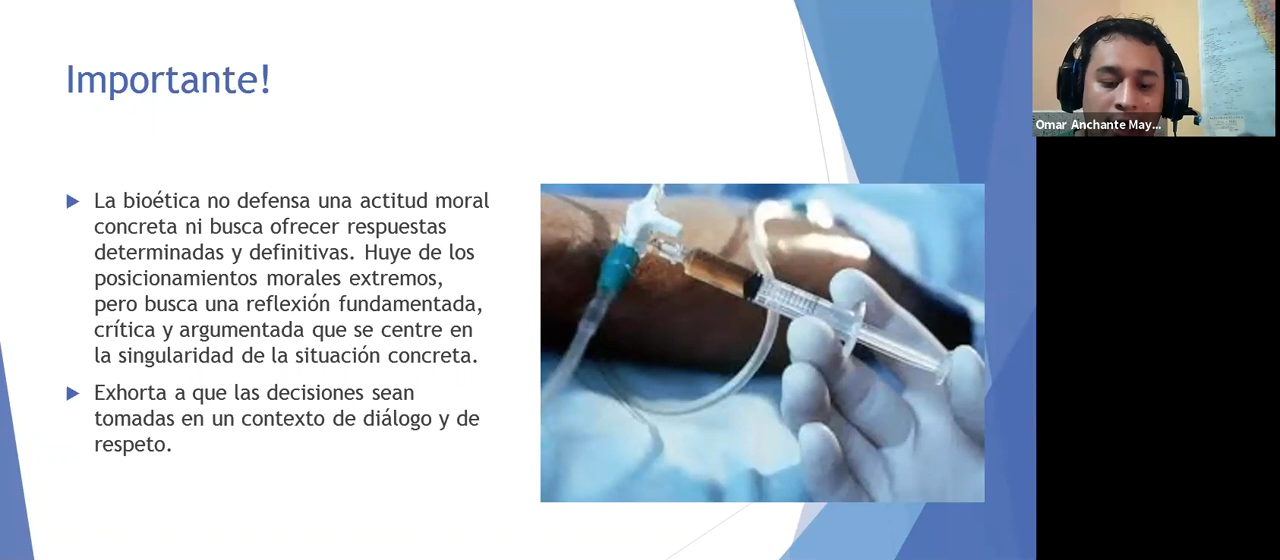 Importante!
La bioética no defensa una actitud moral
concreta ni busca ofrecer respuestas
determinadas y definitivas. Huye de los
posicionamientos morales extremos,
pero busca una reflexión fundamentada,
crítica y argumentada que se centre en
la singularidad de la situación concreta.
Exhorta a que las decisiones sean
tomadas en un contexto de diálogo y de
respeto.
Omar Anchante May...